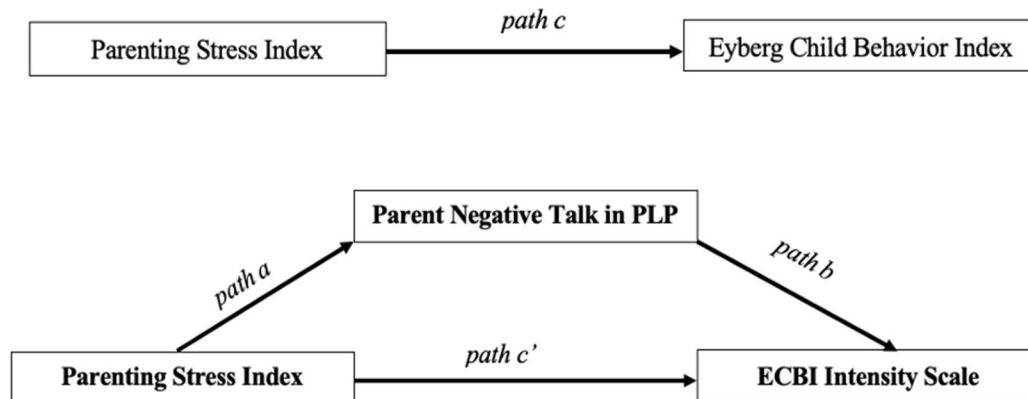 path c
Parenting Stress Index
Eyberg Child Behavior Index
Parent Negative Talk in PLP
path a
path b
path c’
Parenting Stress Index
ECBI Intensity Scale